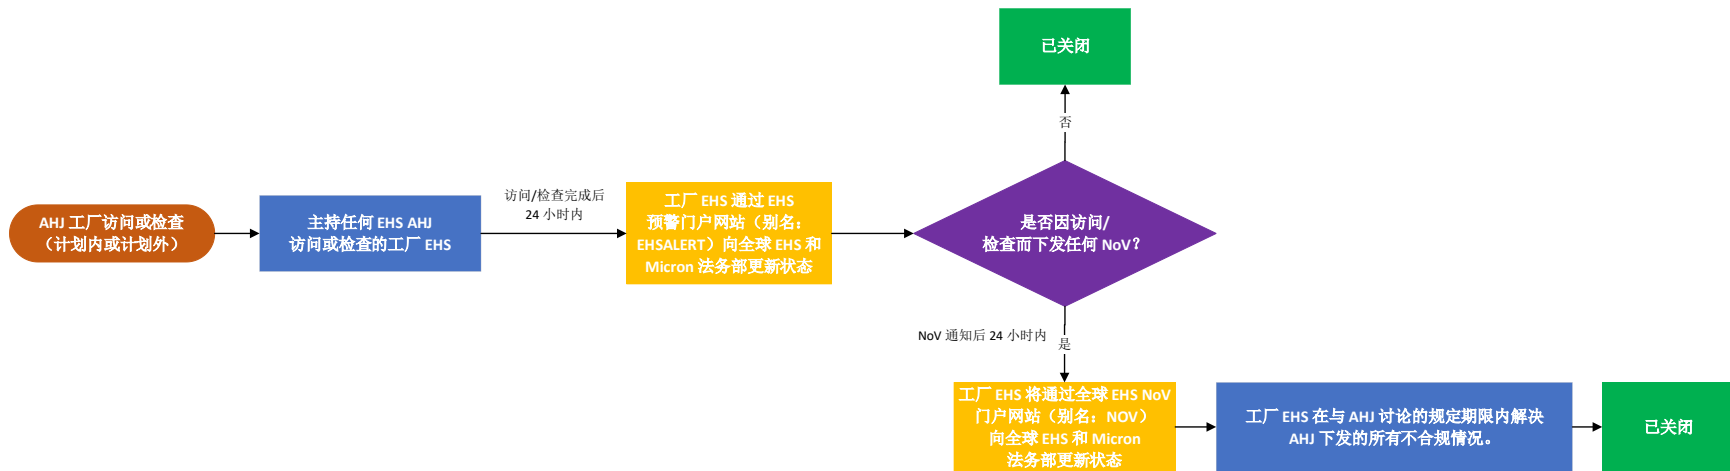 AHJ 工厂访问或检查
（计划内或计划外）
主持任何 EHS AHJ
访问或检查的工厂 EHS
访问/检查完成后
24 小时内
工厂 EHS 通过 EHS
预警门户网站（别名：
EHSALERT）向全球 EHS 和
Micron 法务部更新状态
是否因访问/
检查而下发任何 NoV？
否
已关闭
NoV 通知后 24 小时内
是
工厂 EHS 将通过全球 EHS NoV
门户网站（别名：NOV）
向全球 EHS 和 Micron
法务部更新状态
工厂 EHS 在与 AHJ 讨论的规定期限内解决
AHJ 下发的所有不合规情况。
已关闭